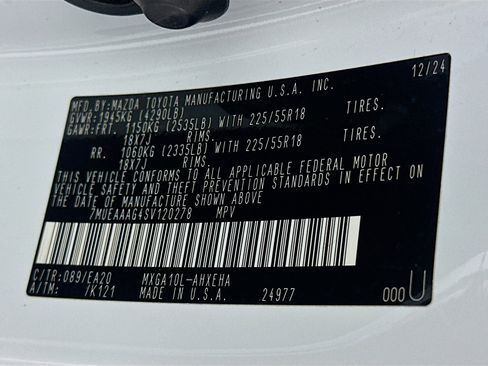 MFD. BY: MAZDA TOYOTA MANUFACTURING U.S.A. INC. 12/24
GVWR: 1945KG (4290LB)
GAWR: FRT. 1150KG (2535LB) WITH 225/55R18 TIRES.
18X7J RIMS.
RR. 1060KG (2335LB) WITH 225/55R18 TIRES.
18X7J RIMS.
THIS VEHICLE CONFORMS TO ALL APPLICABLE FEDERAL MOTOR
VEHICLE SAFETY AND THEFT PREVENTION STANDARDS IN EFFECT ON
THE DATE OF MANUFACTURE SHOWN ABOVE
7MUEAAAG4SV120278 MPV
C/TR: 089/EA20 MXGA10L-AHXEHA
A/TM: /K121 MADE IN U.S.A. 24977 000 U